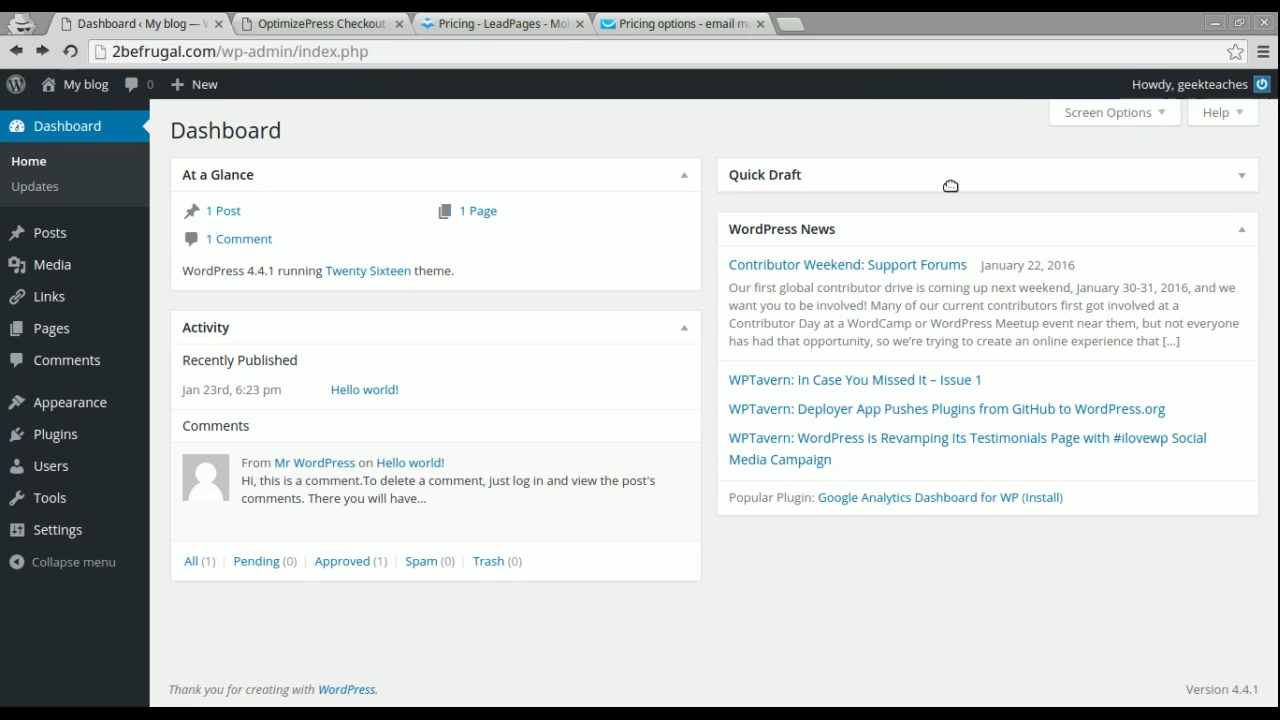 Dashboard ‹ My blog — W
OptimizePress Checkout
Pricing - LeadPages - Mo
Pricing options - email m
2befrugal.com/wp-admin/index.php
My blog
0
New
Howdy, geekteaches
Screen Options
Help
Dashboard
Home
Updates
Posts
Media
Links
Pages
Comments
Appearance
Plugins
Users
Tools
Settings
Collapse menu
Dashboard
At a Glance
1 Post
1 Page
1 Comment
WordPress 4.4.1 running Twenty Sixteen theme.
Activity
Recently Published
Jan 23rd, 6:23 pm Hello world!
Comments
From Mr WordPress on Hello world!
Hi, this is a comment.To delete a comment, just log in and view the post's
comments. There you will have...
All (1) | Pending (0) | Approved (1) | Spam (0) | Trash (0)
Quick Draft
WordPress News
Contributor Weekend: Support Forums January 22, 2016
Our first global contributor drive is coming up next weekend, January 30-31, 2016, and we
want you to be involved! Many of our current contributors first got involved at a
Contributor Day at a WordCamp or WordPress Meetup event near them, but not everyone
has had that opportunity, so we're trying to create an online experience that [...]
WPTavern: In Case You Missed It – Issue 1
WPTavern: Deployer App Pushes Plugins from GitHub to WordPress.org
WPTavern: WordPress is Revamping Its Testimonials Page with #ilovewp Social
Media Campaign
Popular Plugin: Google Analytics Dashboard for WP (Install)
Thank you for creating with WordPress.
Version 4.4.1